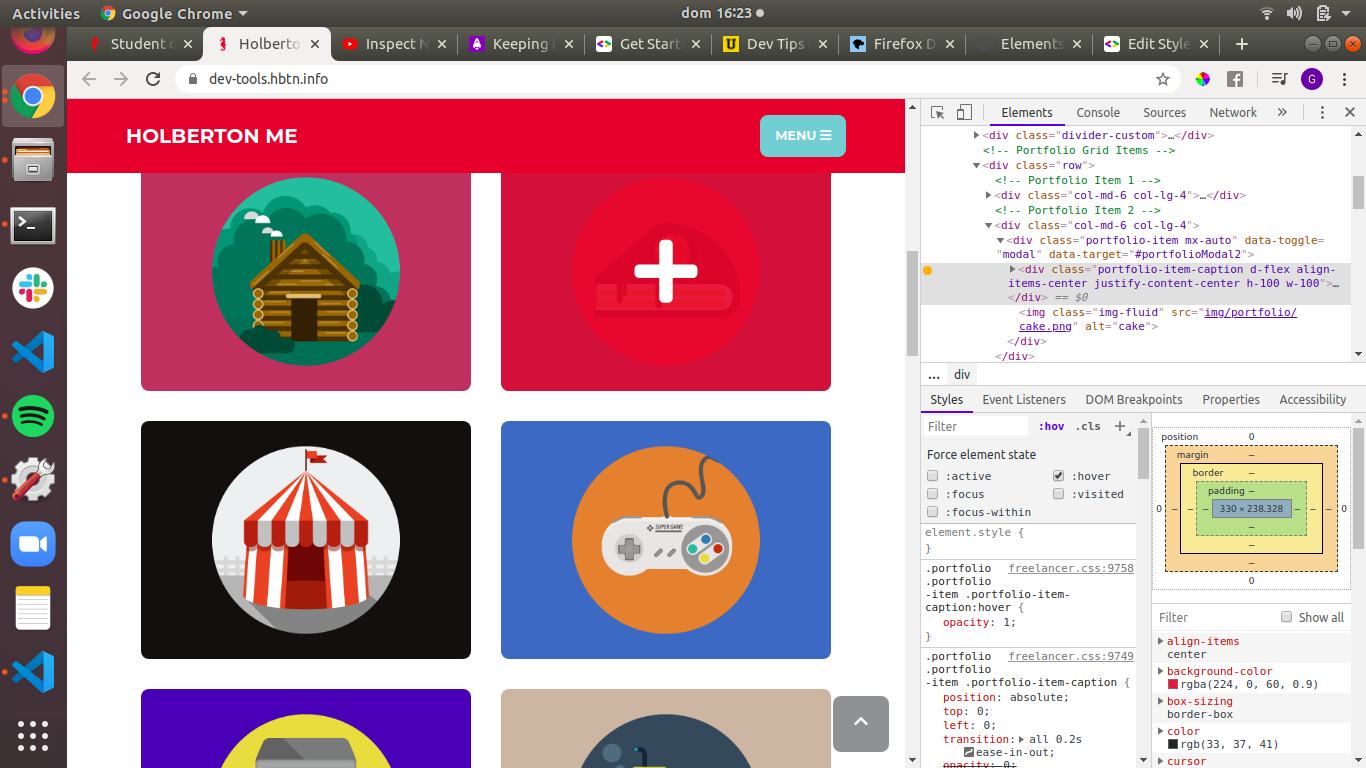 Activities
Google Chrome
dom 16:23
Student
Holberto
Inspect
Keeping
Get Star
Dev Tips
Firefox D
Elements
Edit Style
dev-tools.hbtn.info
G
HOLBERTON ME
MENU
SUPER GAME
Elements Console Sources Network »
<div class="divider-custom">…</div>
<!-- Portfolio Grid Items -->
<div class="row">
<!-- Portfolio Item 1 -->
<div class="col-md-6 col-lg-4">…</div>
<!-- Portfolio Item 2 -->
<div class="col-md-6 col-lg-4">
<div class="portfolio-item mx-auto" data-toggle=
"modal" data-target="#portfolioModal2">
<div class="portfolio-item-caption d-flex align-
items-center justify-content-center h-100 w-100">…
</div> == $0
<img class="img-fluid" src="img/portfolio/
cake.png" alt="cake">
</div>
</div>
... div
Styles Event Listeners DOM Breakpoints Properties Accessibility
Filter :hov .cls +
Force element state
:active :hover
:focus :visited
:focus-within
element.style {
}
.portfolio freelancer.css:9758
.portfolio
-item .portfolio-item-
caption:hover {
opacity: 1;
}
.portfolio freelancer.css:9749
.portfolio
-item .portfolio-item-caption {
position: absolute;
top: 0;
left: 0;
transition: all 0.2s
ease-in-out;
opacity: 0;
position 0
margin –
border –
padding –
0 – – – 330 × 238.328 – – – 0
–
–
–
0
Filter Show all
align-items
center
background-color
rgba(224, 0, 60, 0.9)
box-sizing
border-box
color
rgb(33, 37, 41)
cursor